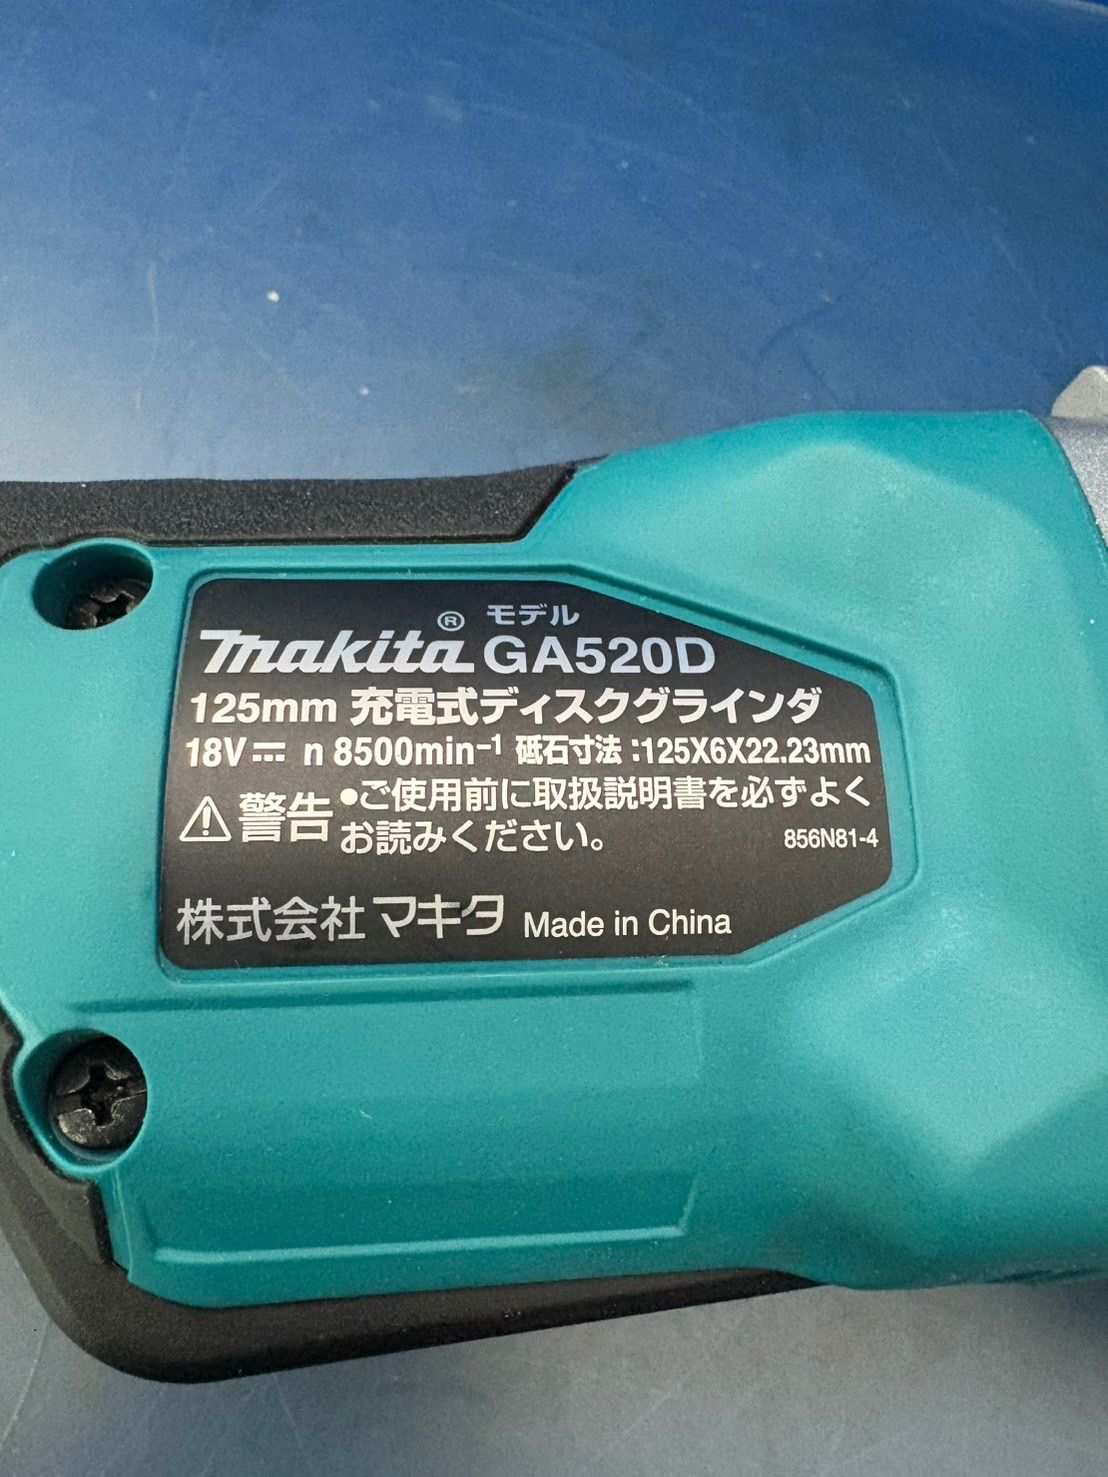 makita® モデル GA520D
125mm 充電式ディスクグラインダ
18V⎓ n 8500min⁻¹ 砥石寸法:125X6X22.23mm
⚠警告 ●ご使用前に取扱説明書を必ずよく
お読みください。 856N81-4
株式会社マキタ Made in China